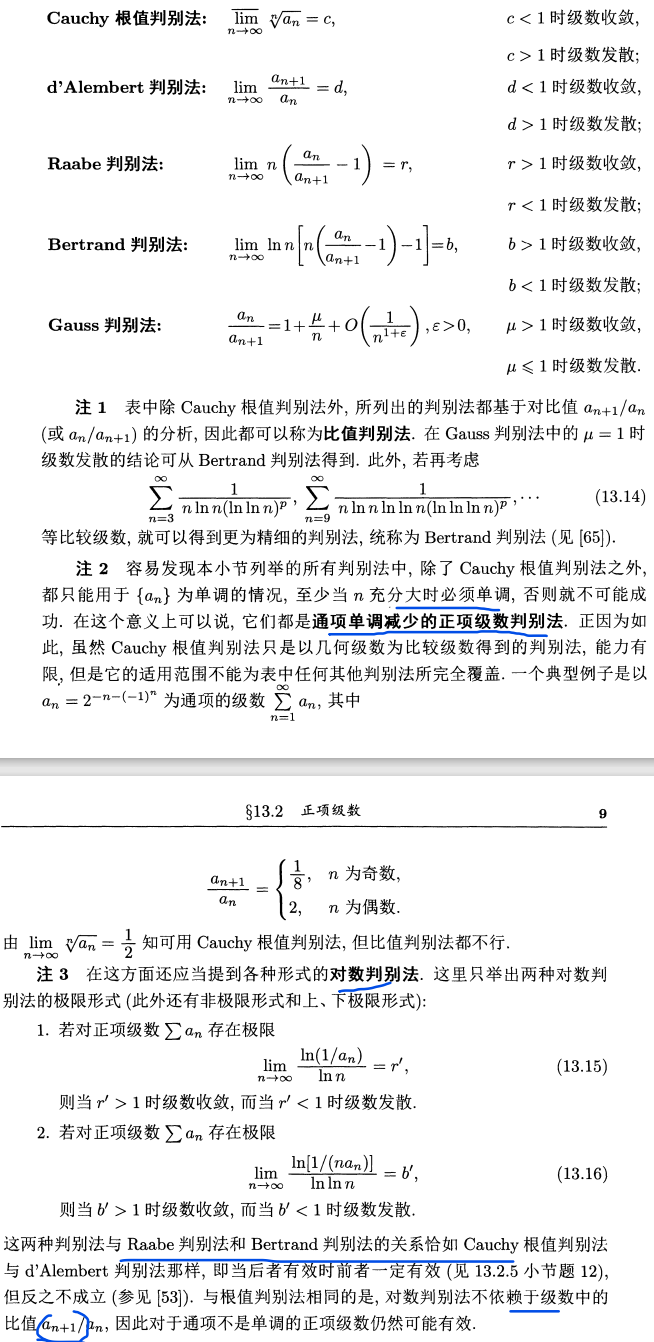 Cauchy 根值判别法: $\varlimsup\limits_{n\to\infty} \sqrt[n]{a_n} = c$, c < 1 时级数收敛,
c > 1 时级数发散;
d'Alembert 判别法: $\lim\limits_{n\to\infty} \frac{a_{n+1}}{a_n} = d$, d < 1 时级数收敛,
d > 1 时级数发散;
Raabe 判别法: $\lim\limits_{n\to\infty} n\left(\frac{a_n}{a_{n+1}} - 1\right) = r$, r > 1 时级数收敛,
r < 1 时级数发散;
Bertrand 判别法: $\lim\limits_{n\to\infty} \ln n\left[n\left(\frac{a_n}{a_{n+1}} - 1\right) - 1\right] = b$, b > 1 时级数收敛,
b < 1 时级数发散;
Gauss 判别法: $\frac{a_n}{a_{n+1}} = 1 + \frac{\mu}{n} + O\left(\frac{1}{n^{1+\varepsilon}}\right), \varepsilon > 0$, μ > 1 时级数收敛,
μ ⩽ 1 时级数发散.
注 1 表中除 Cauchy 根值判别法外, 所列出的判别法都基于对比值 $a_{n+1}/a_n$
(或 $a_n/a_{n+1}$) 的分析, 因此都可以称为比值判别法. 在 Gauss 判别法中的 μ = 1 时
级数发散的结论可从 Bertrand 判别法得到. 此外, 若再考虑
$\sum\limits_{n=3}^{\infty} \frac{1}{n \ln n (\ln \ln n)^p}, \sum\limits_{n=9}^{\infty} \frac{1}{n \ln n \ln \ln n (\ln \ln \ln n)^p}, \cdots$ (13.14)
等比较级数, 就可以得到更为精细的判别法, 统称为 Bertrand 判别法 (见 [65]).
注 2 容易发现本小节列举的所有判别法中, 除了 Cauchy 根值判别法之外,
都只能用于 $\{a_n\}$ 为单调的情况, 至少当 n 充分大时必须单调, 否则就不可能成
功. 在这个意义上可以说, 它们都是通项单调减少的正项级数判别法. 正因为如
此, 虽然 Cauchy 根值判别法只是以几何级数为比较级数得到的判别法, 能力有
限, 但是它的适用范围不能为表中任何其他判别法所完全覆盖. 一个典型例子是以
$a_n = 2^{-n-(-1)^n}$ 为通项的级数 $\sum\limits_{n=1}^{\infty} a_n$, 其中
§13.2 正项级数 9
$\frac{a_{n+1}}{a_n} = \begin{cases} \frac{1}{8}, & n \text{ 为奇数}, \\ 2, & n \text{ 为偶数}. \end{cases}$
由 $\lim\limits_{n\to\infty} \sqrt[n]{a_n} = \frac{1}{2}$ 知可用 Cauchy 根值判别法, 但比值判别法都不行.
注 3 在这方面还应当提到各种形式的对数判别法. 这里只举出两种对数判
别法的极限形式 (此外还有非极限形式和上、下极限形式):
1. 若对正项级数 $\sum a_n$ 存在极限
$\lim\limits_{n\to\infty} \frac{\ln(1/a_n)}{\ln n} = r'$, (13.15)
则当 r′ > 1 时级数收敛, 而当 r′ < 1 时级数发散.
2. 若对正项级数 $\sum a_n$ 存在极限
$\lim\limits_{n\to\infty} \frac{\ln[1/(na_n)]}{\ln \ln n} = b'$, (13.16)
则当 b′ > 1 时级数收敛, 而当 b′ < 1 时级数发散.
这两种判别法与 Raabe 判别法和 Bertrand 判别法的关系恰如 Cauchy 根值判别法
与 d'Alembert 判别法那样, 即当后者有效时前者一定有效 (见 13.2.5 小节题 12),
但反之不成立 (参见 [53]). 与根值判别法相同的是, 对数判别法不依赖于级数中的
比值 $a_{n+1}/a_n$, 因此对于通项不是单调的正项级数仍然可能有效.